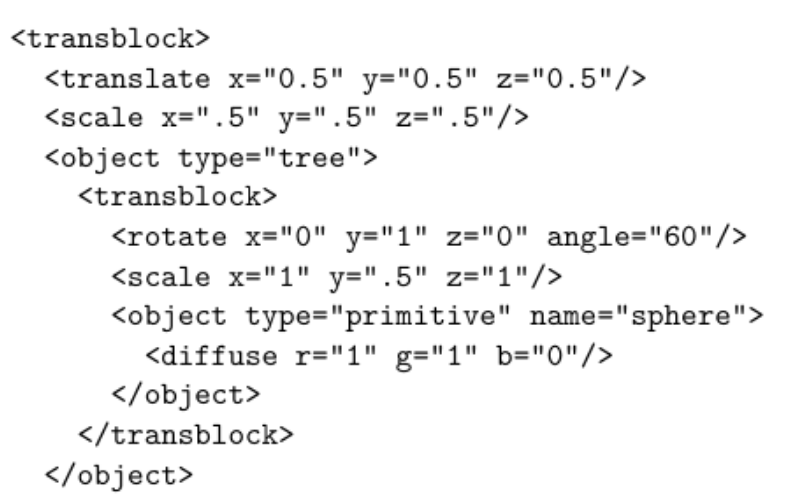 <transblock>
<translate x="0.5" y="0.5" z="0.5"/>
<scale x=".5" y=".5" z=".5"/>
<object type="tree">
<transblock>
<rotate x="0" y="1" z="0" angle="60"/>
<scale x="1" y=".5" z="1"/>
<object type="primitive" name="sphere">
<diffuse r="1" g="1" b="0"/>
</object>
</transblock>
</object>